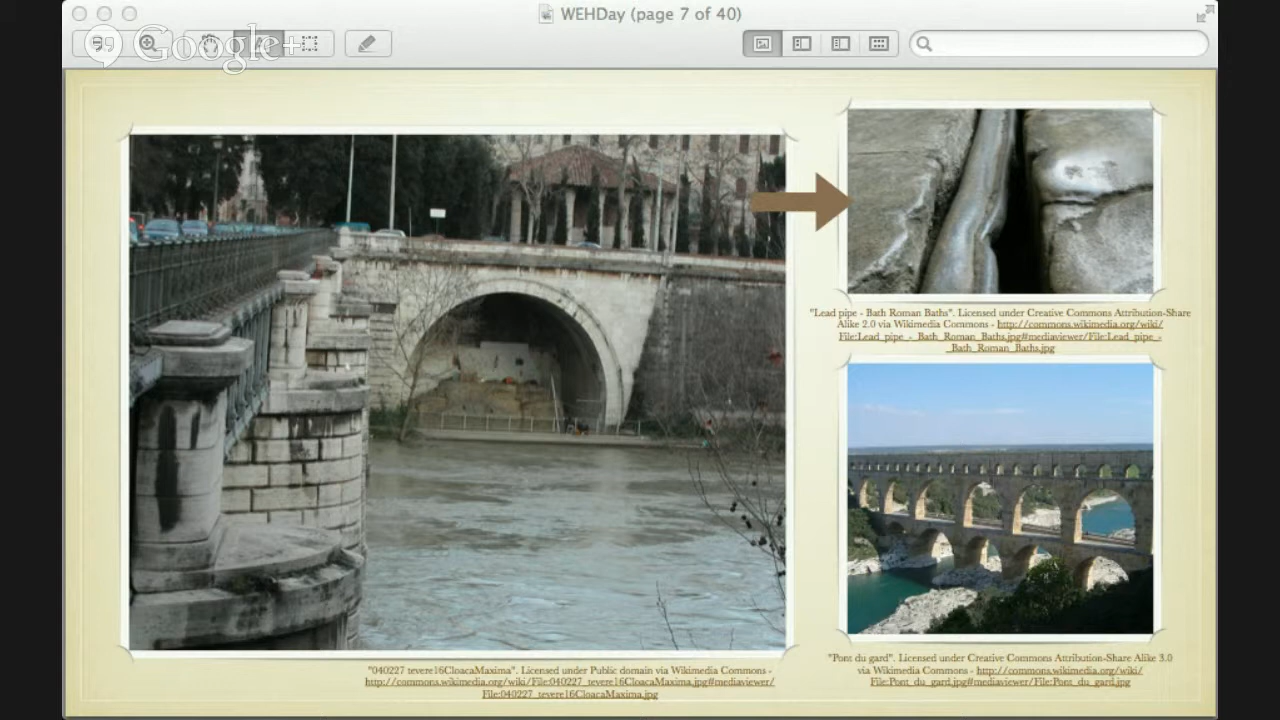 WEHDay (page 7 of 40)
Google+
"Lead pipe - Bath Roman Baths". Licensed under Creative Commons Attribution-Share
Alike 2.0 via Wikimedia Commons - http://commons.wikimedia.org/wiki/
File:Lead_pipe_-_Bath_Roman_Baths.jpg#mediaviewer/File:Lead_pipe_-
_Bath_Roman_Baths.jpg
"040227 tevere16CloacaMaxima". Licensed under Public domain via Wikimedia Commons -
http://commons.wikimedia.org/wiki/File:040227_tevere16CloacaMaxima.jpg#mediaviewer/
File:040227_tevere16CloacaMaxima.jpg
"Pont du gard". Licensed under Creative Commons Attribution-Share Alike 3.0
via Wikimedia Commons - http://commons.wikimedia.org/wiki/
File:Pont_du_gard.jpg#mediaviewer/File:Pont_du_gard.jpg